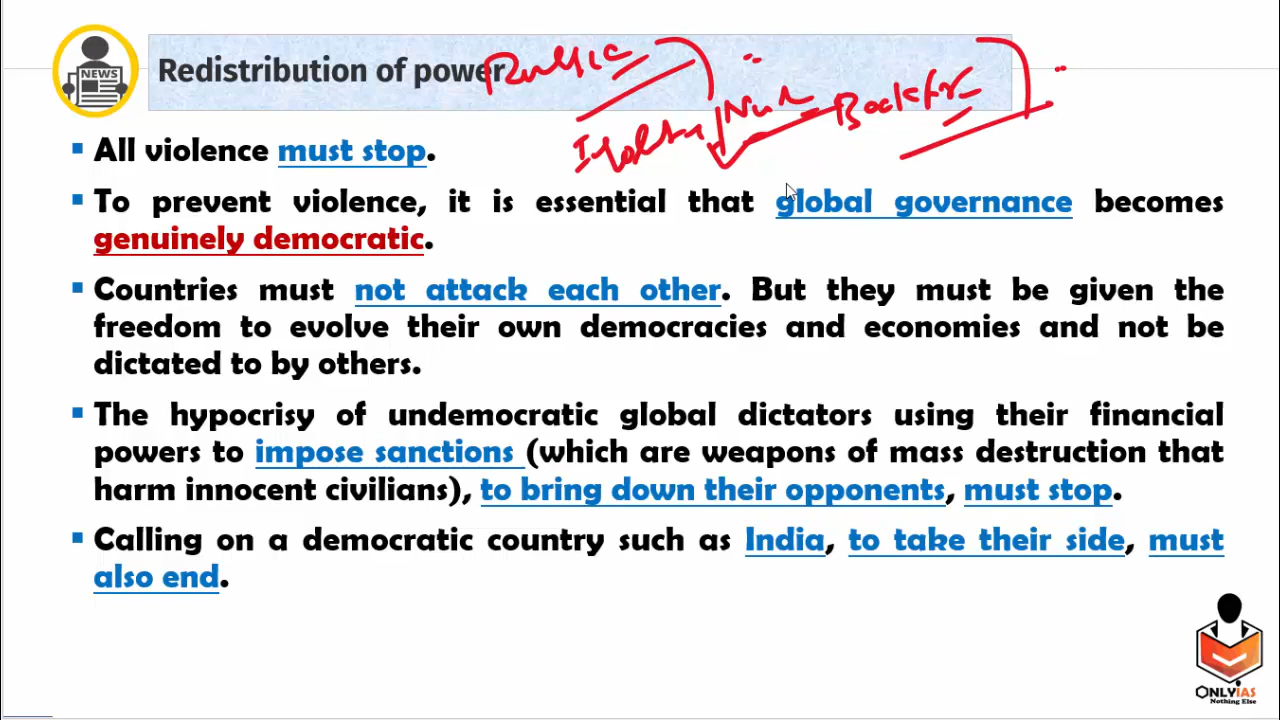 NEWS
Redistribution of power
Public
Backfire
▪ All violence must stop.
▪ To prevent violence, it is essential that global governance becomes
genuinely democratic.
▪ Countries must not attack each other. But they must be given the
freedom to evolve their own democracies and economies and not be
dictated to by others.
▪ The hypocrisy of undemocratic global dictators using their financial
powers to impose sanctions (which are weapons of mass destruction that
harm innocent civilians), to bring down their opponents, must stop.
▪ Calling on a democratic country such as India, to take their side, must
also end.
ONLYIAS
Nothing Else